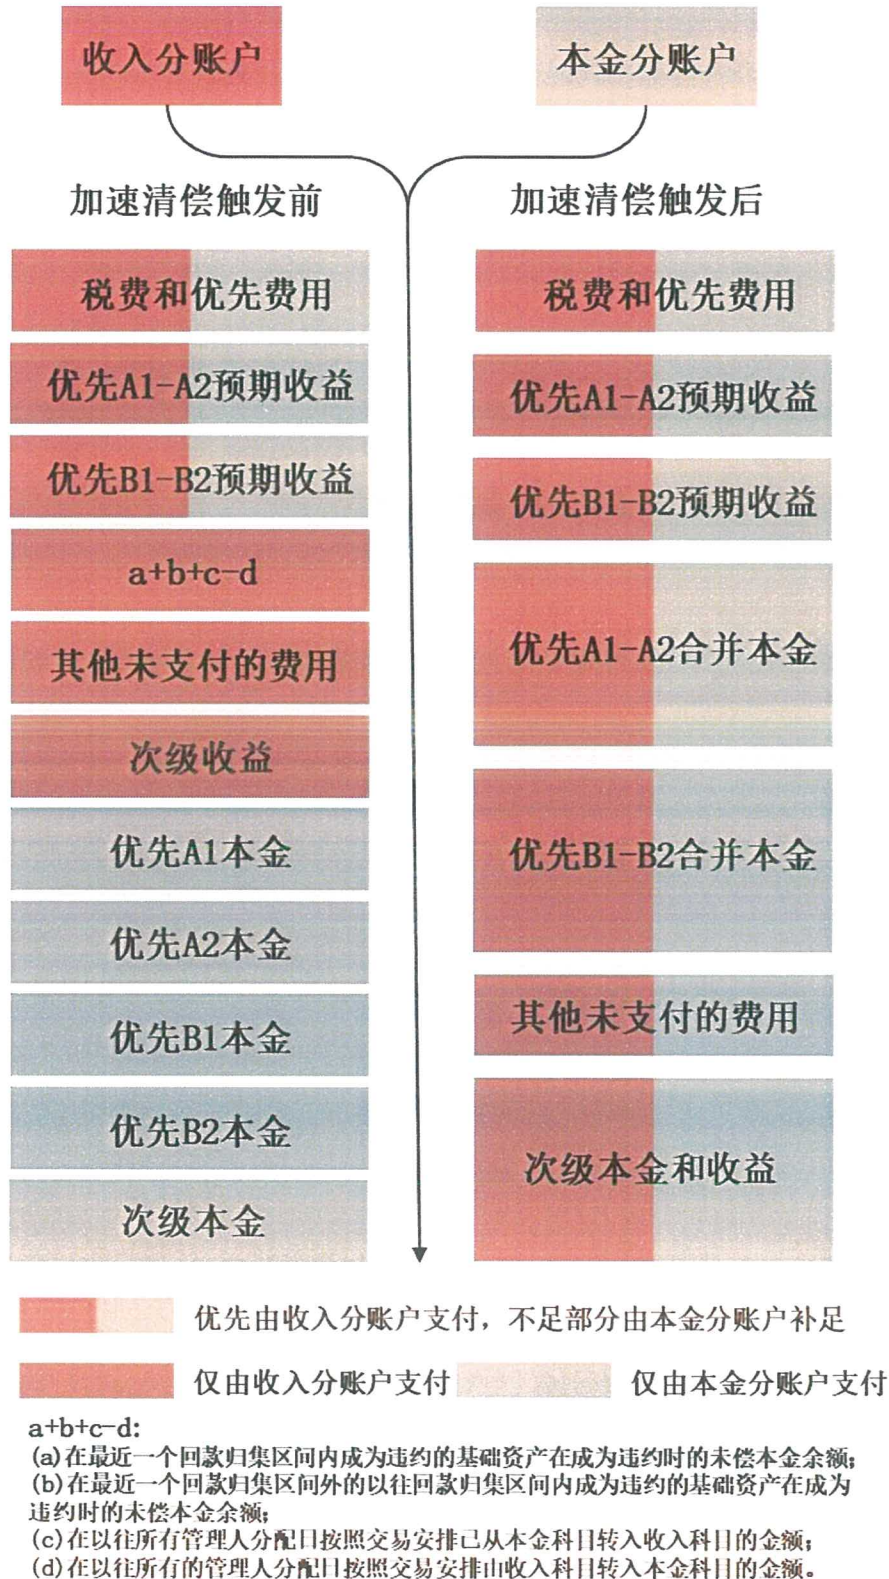 收入分账户
本金分账户
加速清偿触发前
加速清偿触发后
税费和优先费用
优先A1-A2预期收益
优先B1-B2预期收益
a+b+c-d
其他未支付的费用
次级收益
优先A1本金
优先A2本金
优先B1本金
优先B2本金
次级本金
税费和优先费用
优先A1-A2预期收益
优先B1-B2预期收益
优先A1-A2合并本金
优先B1-B2合并本金
其他未支付的费用
次级本金和收益
优先由收入分账户支付，不足部分由本金分账户补足
仅由收入分账户支付
仅由本金分账户支付
a+b+c-d:
(a)在最近一个回款归集区间内成为违约的基础资产在成为违约时的未偿本金余额；
(b)在最近一个回款归集区间外的以往回款归集区间内成为违约的基础资产在成为
违约时的未偿本金余额；
(c)在以往所有管理人分配日按照交易安排已从本金科目转入收入科目的金额；
(d)在以往所有的管理人分配日按照交易安排由收入科目转入本金科目的金额。